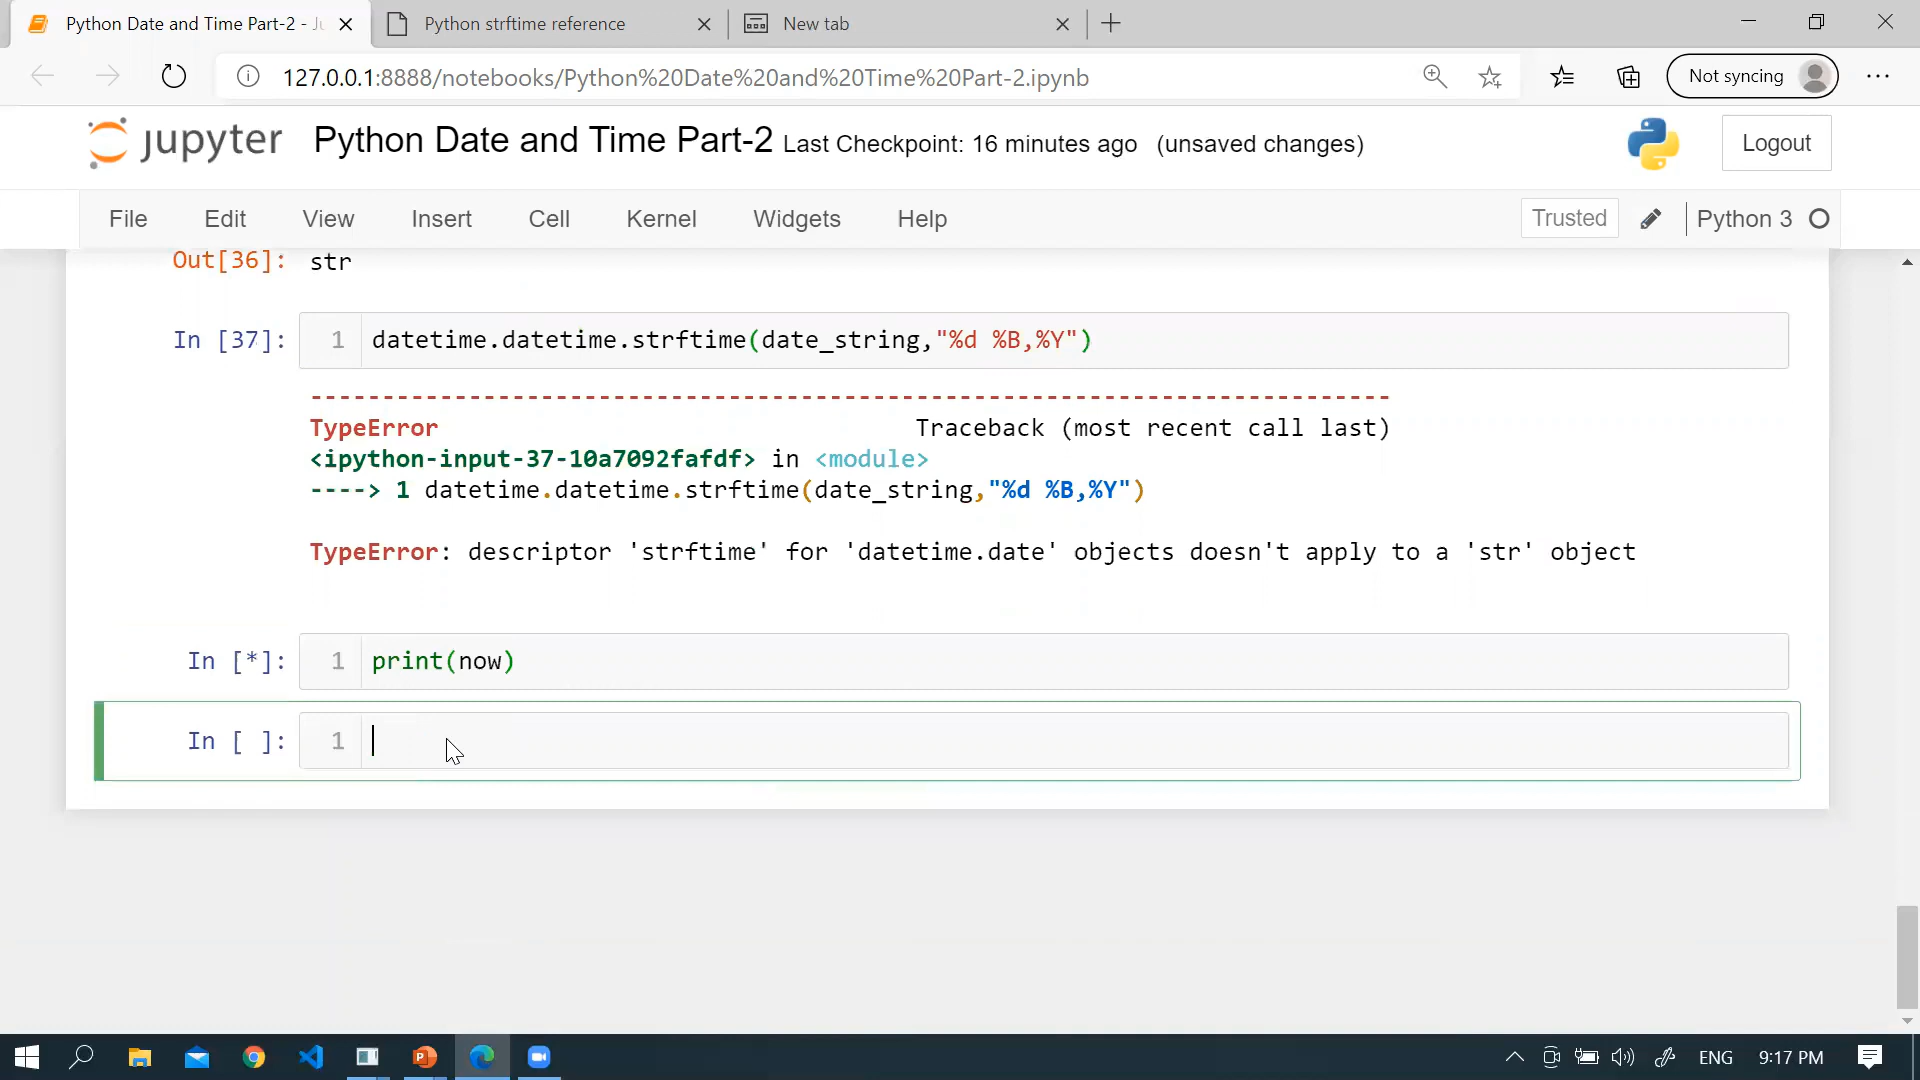 Python Date and Time Part-2 - Ju
Python strftime reference
New tab
127.0.0.1:8888/notebooks/Python%20Date%20and%20Time%20Part-2.ipynb
Not syncing
jupyter Python Date and Time Part-2 Last Checkpoint: 16 minutes ago (unsaved changes)
Logout
File Edit View Insert Cell Kernel Widgets Help
Trusted
Python 3
Out[36]: str
In [37]: 1 datetime.datetime.strftime(date_string,"%d %B,%Y")
---------------------------------------------------------------------------
TypeError Traceback (most recent call last)
<ipython-input-37-10a7092fafdf> in <module>
----> 1 datetime.datetime.strftime(date_string,"%d %B,%Y")
TypeError: descriptor 'strftime' for 'datetime.date' objects doesn't apply to a 'str' object
In [*]: 1 print(now)
In [ ]: 1
ENG 9:17 PM